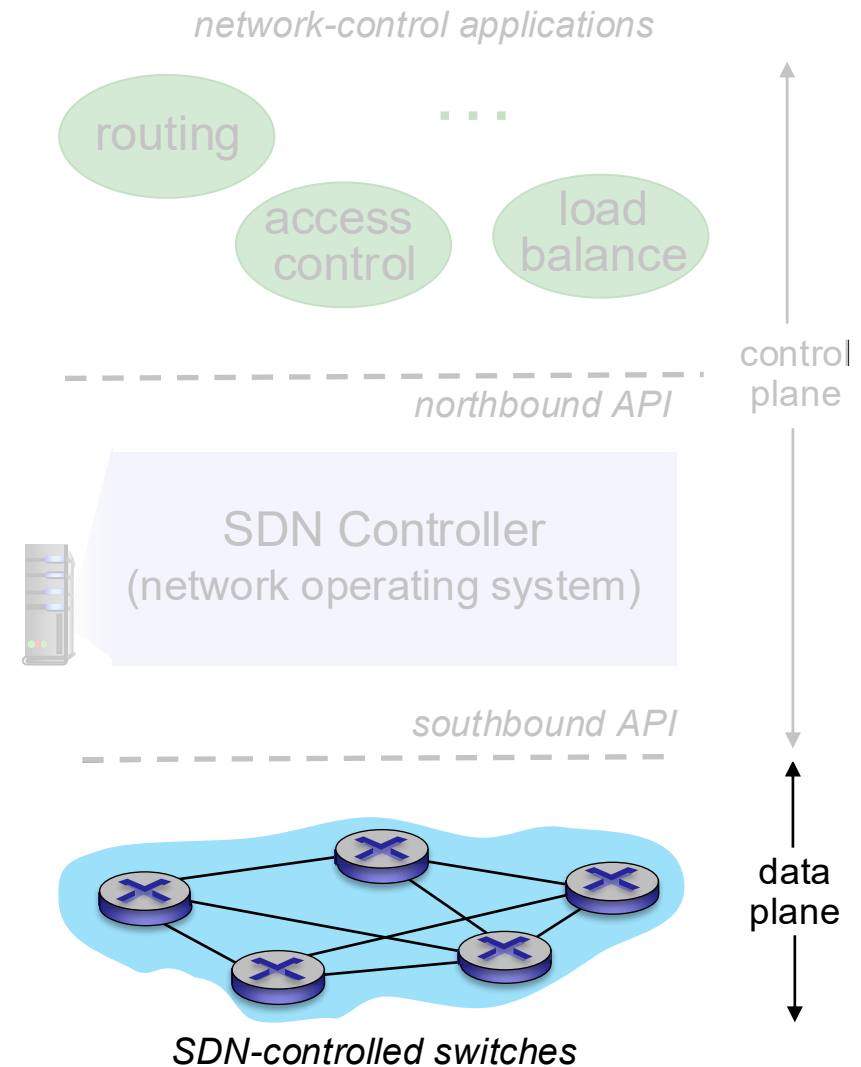 network-control applications
routing
. . .
access
control
load
balance
control
plane
northbound API
SDN Controller
(network operating system)
southbound API
data
plane
SDN-controlled switches